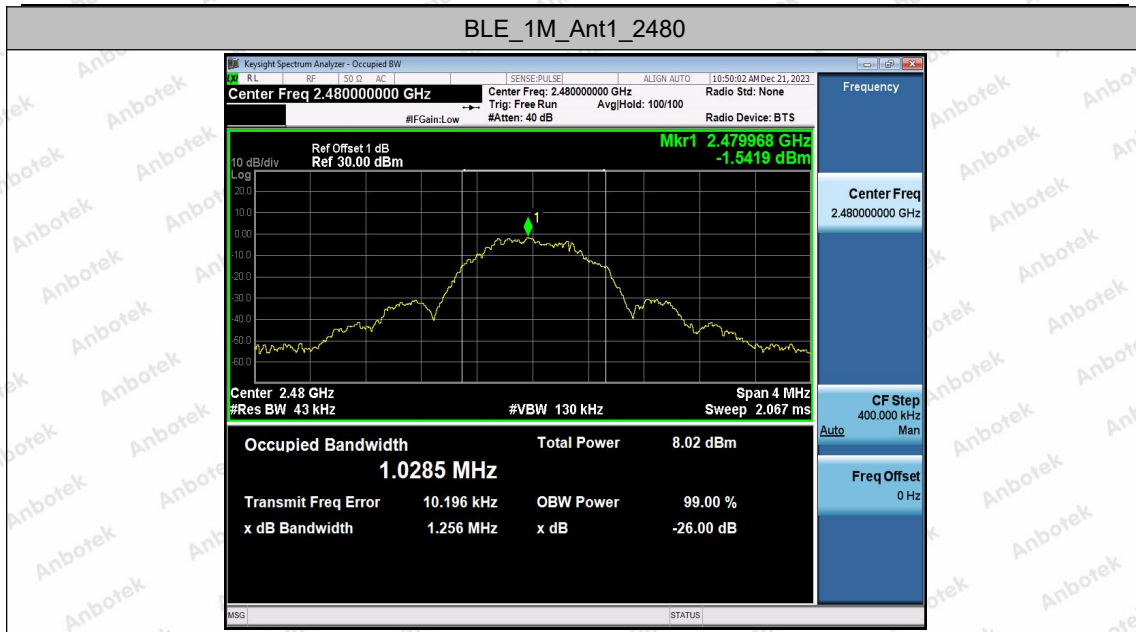 BLE_1M_Ant1_2480
Keysight Spectrum Analyzer - Occupied BW
LXI RL RF 50 Ω AC SENSE:PULSE ALIGN AUTO 10:50:02 AM Dec 21, 2023
Center Freq 2.480000000 GHz
Center Freq: 2.480000000 GHz Radio Std: None
Trig: Free Run Avg|Hold: 100/100
#IFGain:Low #Atten: 40 dB Radio Device: BTS
Frequency
Mkr1 2.479968 GHz
-1.5419 dBm
Ref Offset 1 dB
10 dB/div Ref 30.00 dBm
Log
20.0
10.0
0.00
-10.0
-20.0
-30.0
-40.0
-50.0
-60.0
1
Center Freq
2.480000000 GHz
Center 2.48 GHz Span 4 MHz
#Res BW 43 kHz #VBW 130 kHz Sweep 2.067 ms
CF Step
400.000 kHz
Auto Man
Freq Offset
0 Hz
Occupied Bandwidth Total Power 8.02 dBm
1.0285 MHz
Transmit Freq Error 10.196 kHz OBW Power 99.00 %
x dB Bandwidth 1.256 MHz x dB -26.00 dB
MSG STATUS
Anbotek